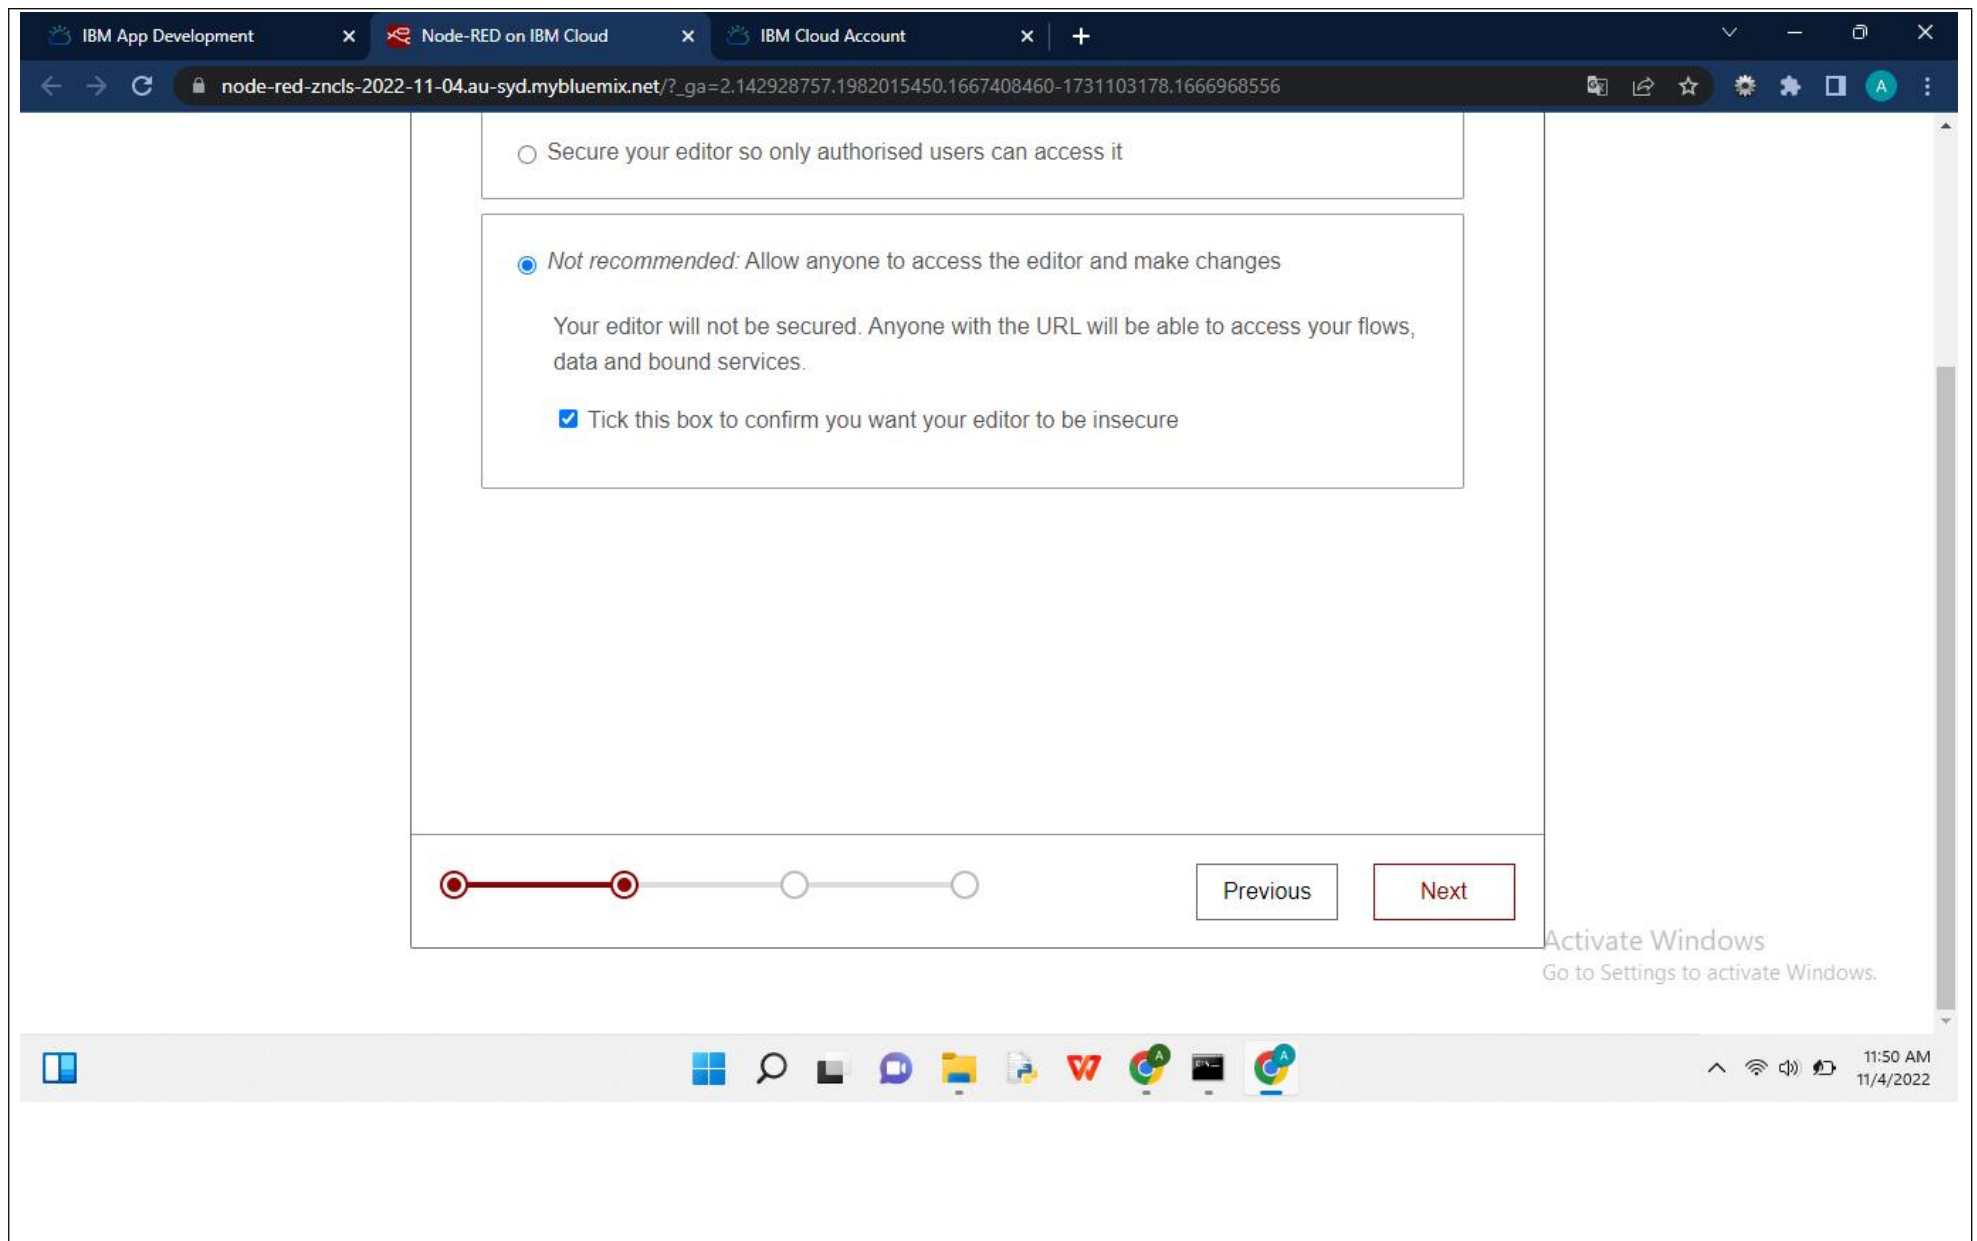 IBM App Development
Node-RED on IBM Cloud
IBM Cloud Account
node-red-zncls-2022-11-04.au-syd.mybluemix.net/?_ga=2.142928757.1982015450.1667408460-1731103178.1666968556
A
Secure your editor so only authorised users can access it
Not recommended: Allow anyone to access the editor and make changes
Your editor will not be secured. Anyone with the URL will be able to access your flows,
data and bound services.
Tick this box to confirm you want your editor to be insecure
Previous
Next
Activate Windows
Go to Settings to activate Windows.
A
A
11:50 AM
11/4/2022